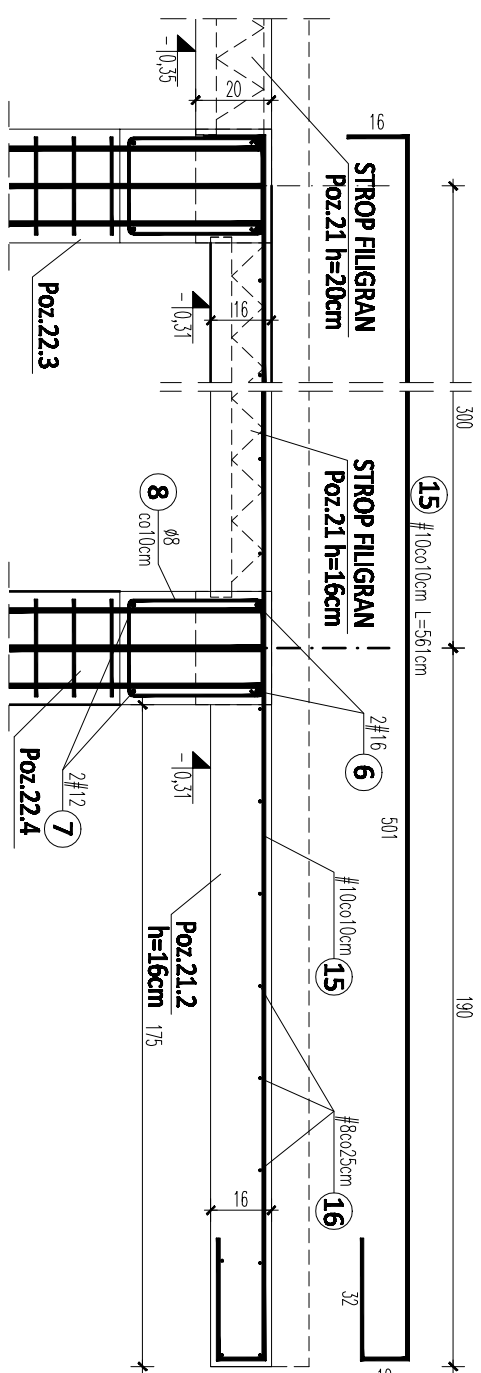 300
190
15 #10co10cm L=561cm
16
501
32
STROP FILIGRAN
Poz.21 h=20cm
STROP FILIGRAN
Poz.21 h=16cm
2#16 6
#10co10cm 15
#8co25cm 16
20
16
16
-0,35
-0,31
-0,31
8 ø8
co10cm
Poz.21.2
h=16cm
175
Poz.22.3
2#12 7
Poz.22.4